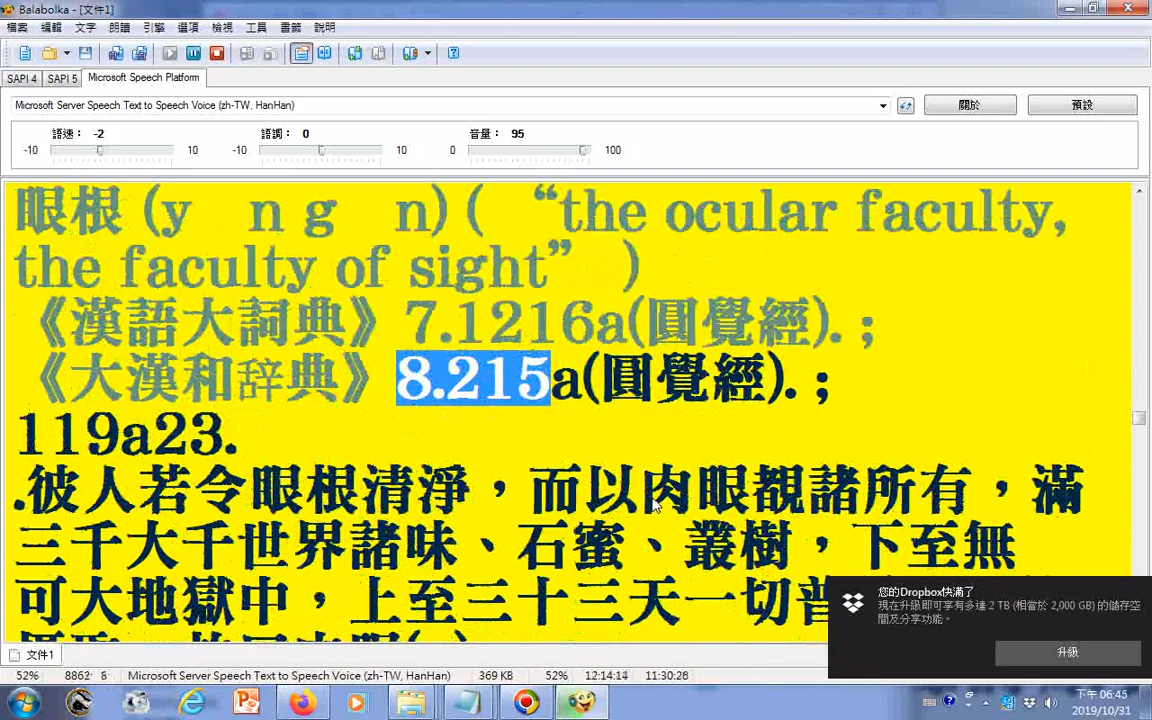 Balabolka - [文件1]
檔案 編輯 文字 朗讀 引擎 選項 檢視 工具 書籤 說明
SAPI 4 SAPI 5 Microsoft Speech Platform
Microsoft Server Speech Text to Speech Voice (zh-TW, HanHan) 關於 預設
語速： -2 語調： 0 音量： 95
-10 10 -10 10 0 100
眼根 (y n g n) ( “the ocular faculty,
the faculty of sight” )
《漢語大詞典》 7.1216a(圓覺經). ;
《大漢和辞典》 8.215a(圓覺經). ;
119a23.
.彼人若令眼根清淨，而以肉眼覩諸所有，滿
三千大千世界諸味、石蜜、叢樹，下至無
可大地獄中，上至三十三天一切普
您的Dropbox快滿了
現在升級即可享有多達 2 TB (相當於 2,000 GB) 的儲存空
間及分享功能。
升級
文件1
52% 8862 8 Microsoft Server Speech Text to Speech Voice (zh-TW, HanHan) 369 KB 52% 12:14:14 11:30:28
下午 06:45
2019/10/31